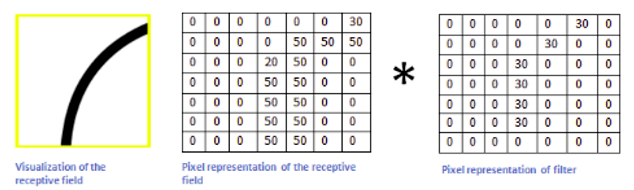 0 0 0 0 0 0 30
0 0 0 0 50 50 50
0 0 0 20 50 0 0
0 0 0 50 50 0 0
0 0 0 50 50 0 0
0 0 0 50 50 0 0
0 0 0 50 50 0 0
*
0 0 0 0 0 30 0
0 0 0 0 30 0 0
0 0 0 30 0 0 0
0 0 0 30 0 0 0
0 0 0 30 0 0 0
0 0 0 30 0 0 0
0 0 0 0 0 0 0
Visualization of the
receptive field
Pixel representation of the receptive
field
Pixel representation of filter